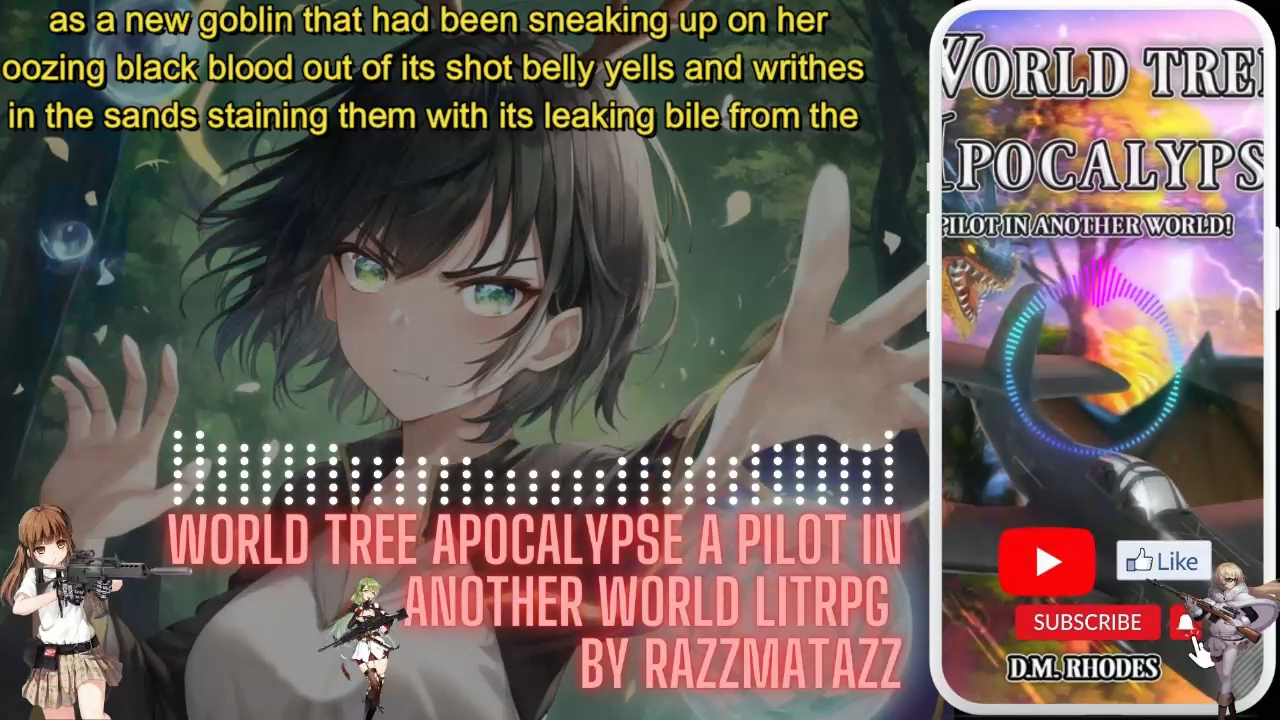 as a new goblin that had been sneaking up on her
oozing black blood out of its shot belly yells and writhes
in the sands staining them with its leaking bile from the
WORLD TREE APOCALYPSE A PILOT IN
ANOTHER WORLD LITRPG
BY RAZZMATAZZ
WORLD TREE
APOCALYPS
PILOT IN ANOTHER WORLD!
Like
SUBSCRIBE
D.M. RHODES